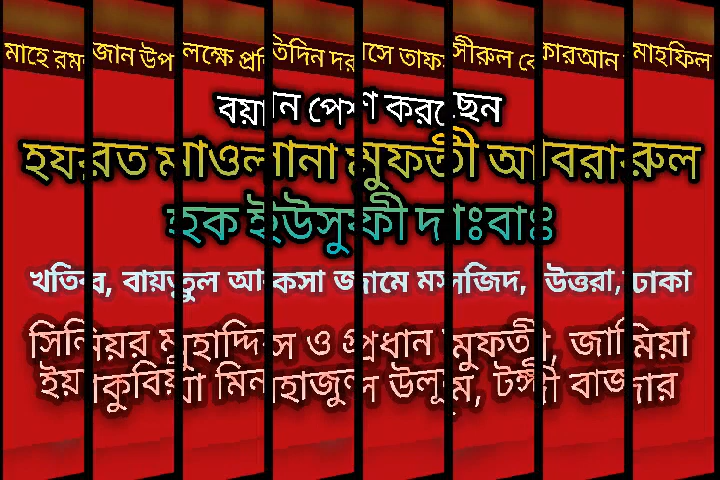 মাহে রমজান উপলক্ষে প্রতিদিন দরসে তাফসীরুল কোরআন মাহফিল
বয়ান পেশ করছেন
হযরত মাওলানা মুফতী আবরারুল
হক ইউসুফী দাঃবাঃ
খতিব, বায়তুল আকসা জামে মসজিদ, উত্তরা, ঢাকা
সিনিয়র মুহাদ্দিস ও প্রধান মুফতী, জামিয়া
ইয়াকুবিয়া মিনহাজুল উলূম, টঙ্গী বাজার